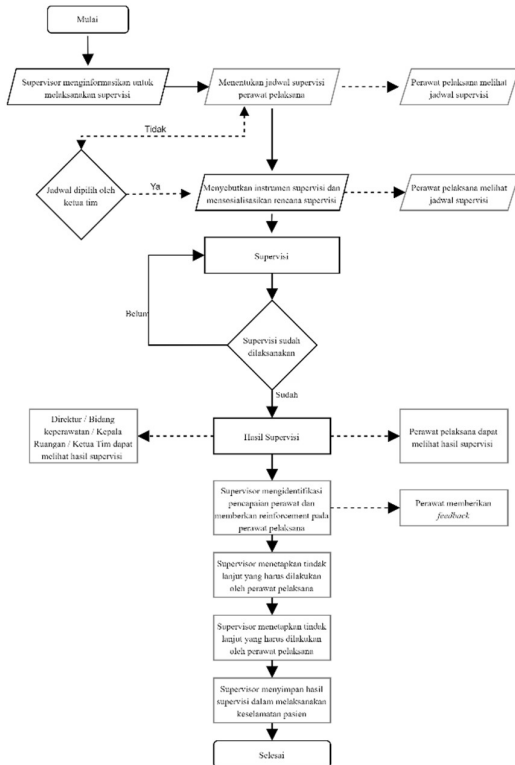 Mulai
Supervisor menginformasikan untuk
melaksanakan supervisi
Menentukan jadwal supervisi
perawat pelaksana
Perawat pelaksana melihat
jadwal supervisi
Tidak
Jadwal dipilih oleh
ketua tim
Ya
Menyebutkan instrumen supervisi dan
mensosialisasikan rencana supervisi
Perawat pelaksana melihat
jadwal supervisi
Supervisi
Belum
Supervisi sudah
dilaksanakan
Sudah
Direktur / Bidang
keperawatan / Kepala
Ruangan / Ketua Tim dapat
melihat hasil supervisi
Hasil Supervisi
Perawat pelaksana dapat
melihat hasil supervisi
Supervisor mengidentifikasi
pencapaian perawat dan
memberkan reinforcement pada
perawat pelaksana
Perawat memberikan
feedback
Supervisor menetapkan tindak
lanjut yang harus dilakukan
oleh perawat pelaksana
Supervisor menetapkan tindak
lanjut yang harus dilakukan
oleh perawat pelaksana
Supervisor menyimpan hasil
supervisi dalam melaksanakan
keselamatan pasien
Selesai